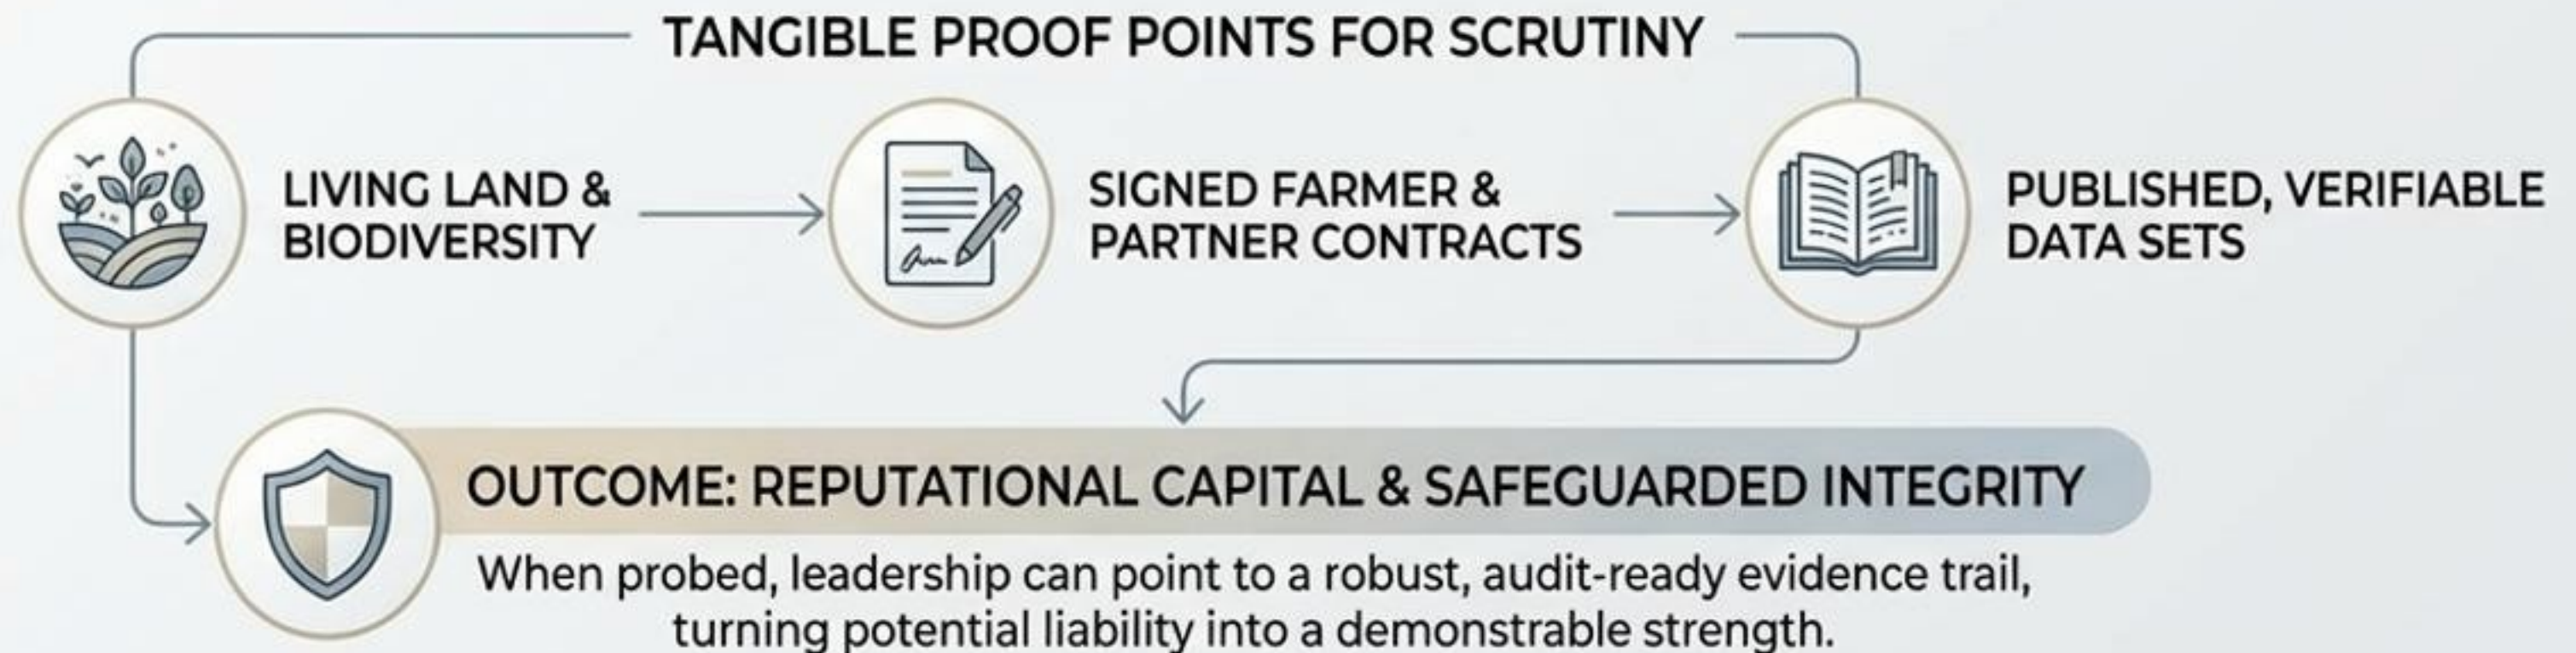 TANGIBLE PROOF POINTS FOR SCRUTINY
LIVING LAND &
BIODIVERSITY
SIGNED FARMER &
PARTNER CONTRACTS
PUBLISHED, VERIFIABLE
DATA SETS
OUTCOME: REPUTATIONAL CAPITAL & SAFEGUARDED INTEGRITY
When probed, leadership can point to a robust, audit-ready evidence trail,
turning potential liability into a demonstrable strength.